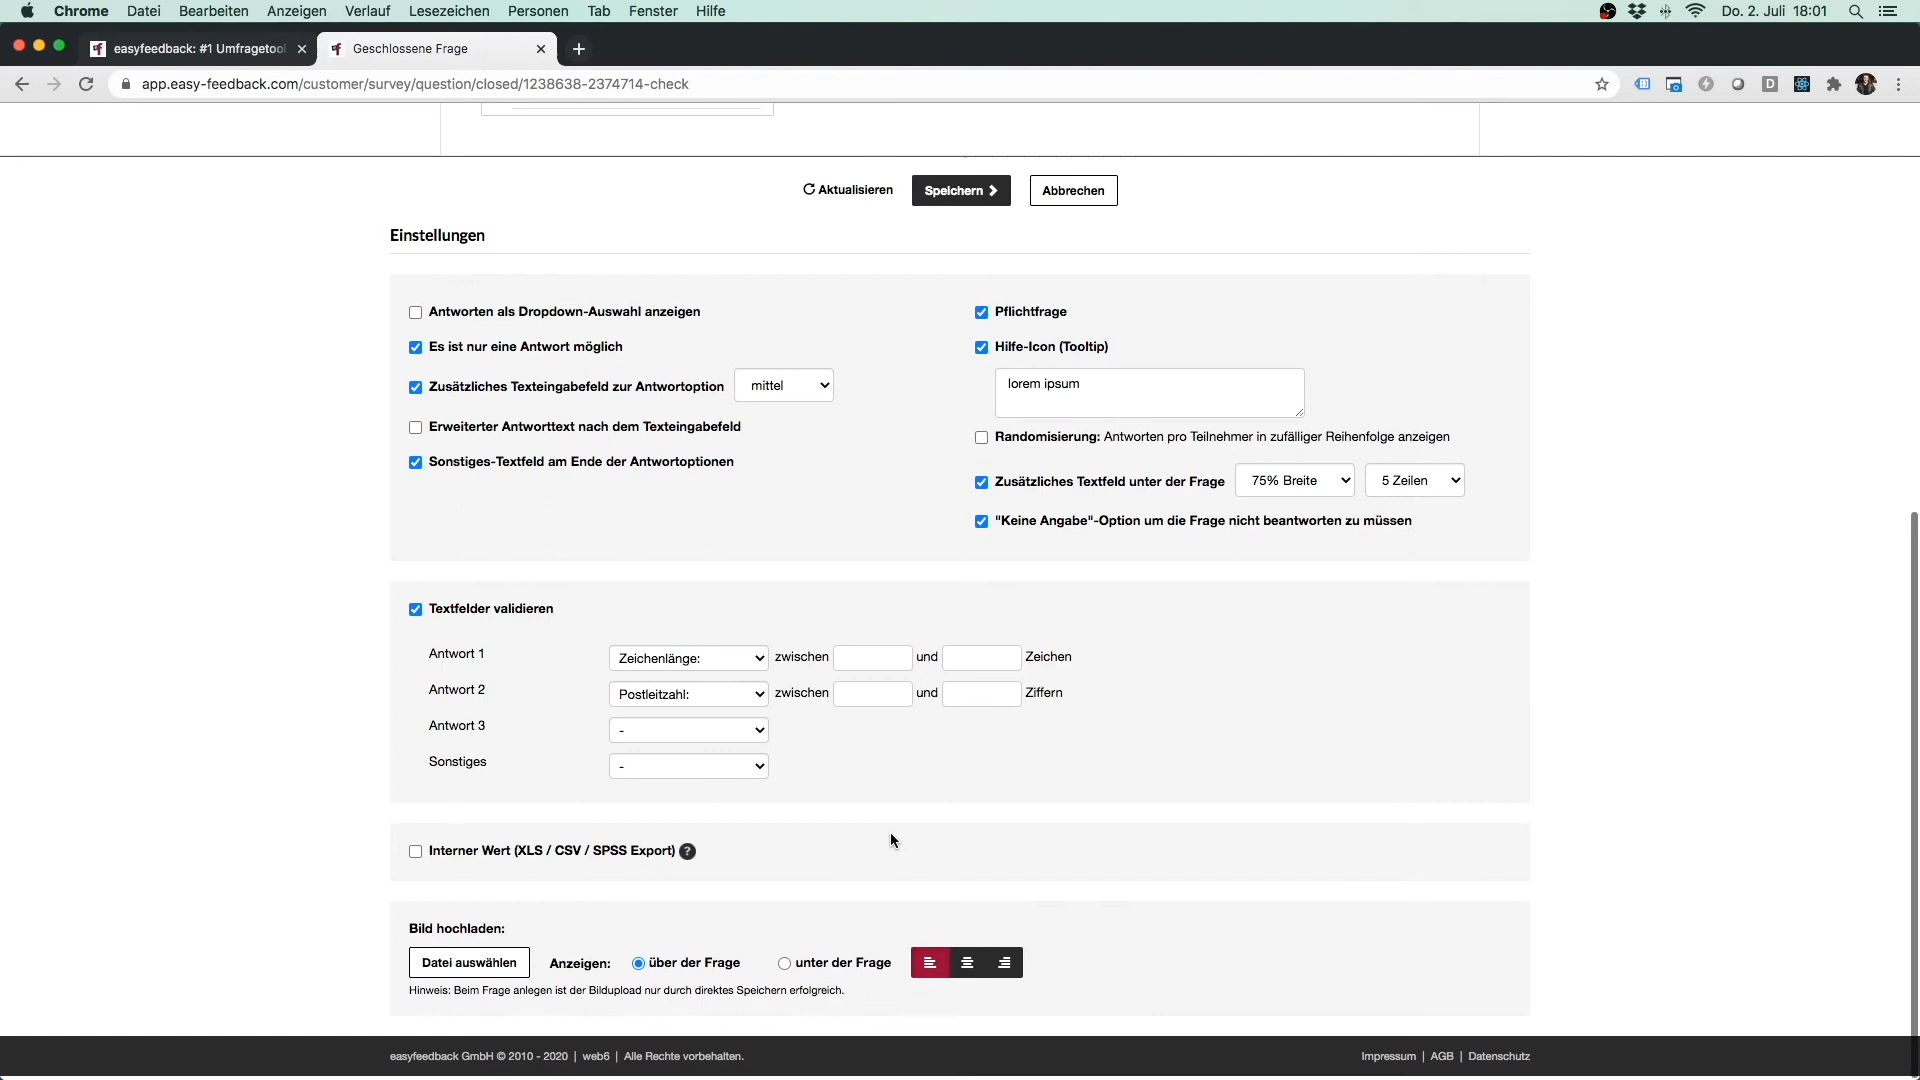 Chrome Datei Bearbeiten Anzeigen Verlauf Lesezeichen Personen Tab Fenster Hilfe Do. 2. Juli 18:01
easyfeedback: #1 Umfragetool Geschlossene Frage
app.easy-feedback.com/customer/survey/question/closed/1238638-2374714-check
Aktualisieren Speichern Abbrechen
Einstellungen
Antworten als Dropdown-Auswahl anzeigen
Es ist nur eine Antwort möglich
Zusätzliches Texteingabefeld zur Antwortoption mittel
Erweiterter Antworttext nach dem Texteingabefeld
Sonstiges-Textfeld am Ende der Antwortoptionen
Pflichtfrage
Hilfe-Icon (Tooltip)
lorem ipsum
Randomisierung: Antworten pro Teilnehmer in zufälliger Reihenfolge anzeigen
Zusätzliches Textfeld unter der Frage 75% Breite 5 Zeilen
"Keine Angabe"-Option um die Frage nicht beantworten zu müssen
Textfelder validieren
Antwort 1 Zeichenlänge: zwischen und Zeichen
Antwort 2 Postleitzahl: zwischen und Ziffern
Antwort 3 -
Sonstiges -
Interner Wert (XLS / CSV / SPSS Export) ?
Bild hochladen:
Datei auswählen Anzeigen: über der Frage unter der Frage
Hinweis: Beim Frage anlegen ist der Bildupload nur durch direktes Speichern erfolgreich.
easyfeedback GmbH © 2010 - 2020 | web6 | Alle Rechte vorbehalten. Impressum | AGB | Datenschutz